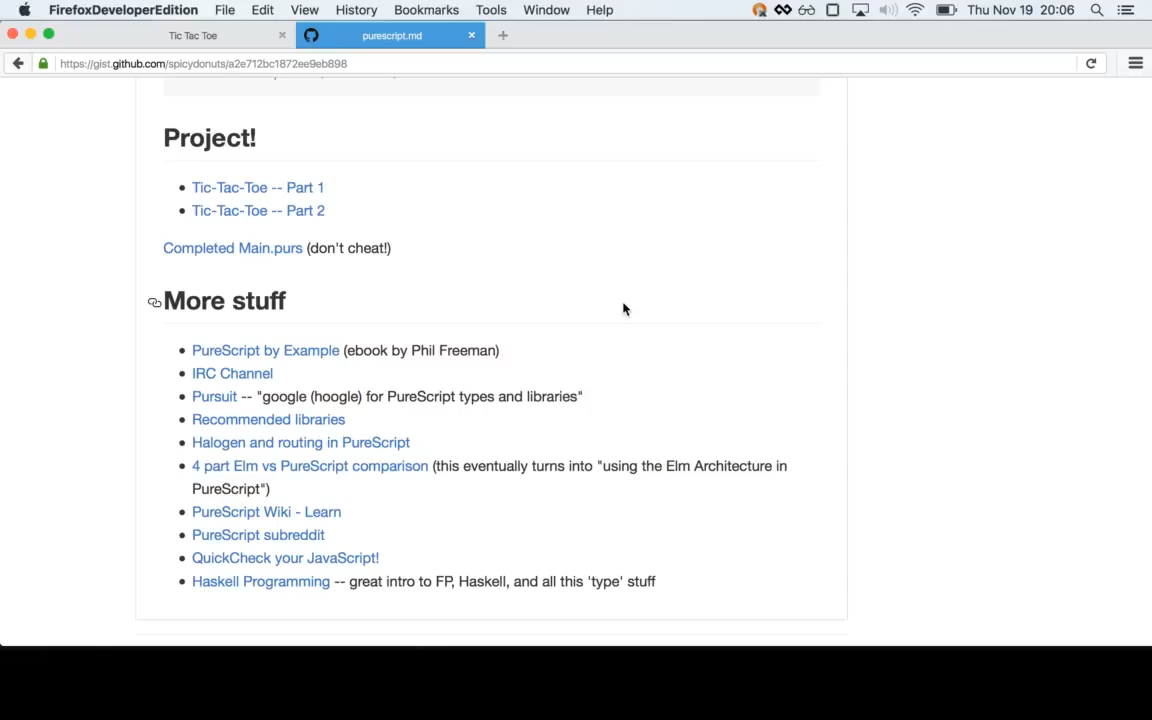 FirefoxDeveloperEdition File Edit View History Bookmarks Tools Window Help Thu Nov 19 20:06
Tic Tac Toe purescript.md
https://gist.github.com/spicydonuts/a2e712bc1872ee9eb898
Project!
Tic-Tac-Toe -- Part 1
Tic-Tac-Toe -- Part 2
Completed Main.purs (don't cheat!)
More stuff
PureScript by Example (ebook by Phil Freeman)
IRC Channel
Pursuit -- "google (hoogle) for PureScript types and libraries"
Recommended libraries
Halogen and routing in PureScript
4 part Elm vs PureScript comparison (this eventually turns into "using the Elm Architecture in
PureScript")
PureScript Wiki - Learn
PureScript subreddit
QuickCheck your JavaScript!
Haskell Programming -- great intro to FP, Haskell, and all this 'type' stuff